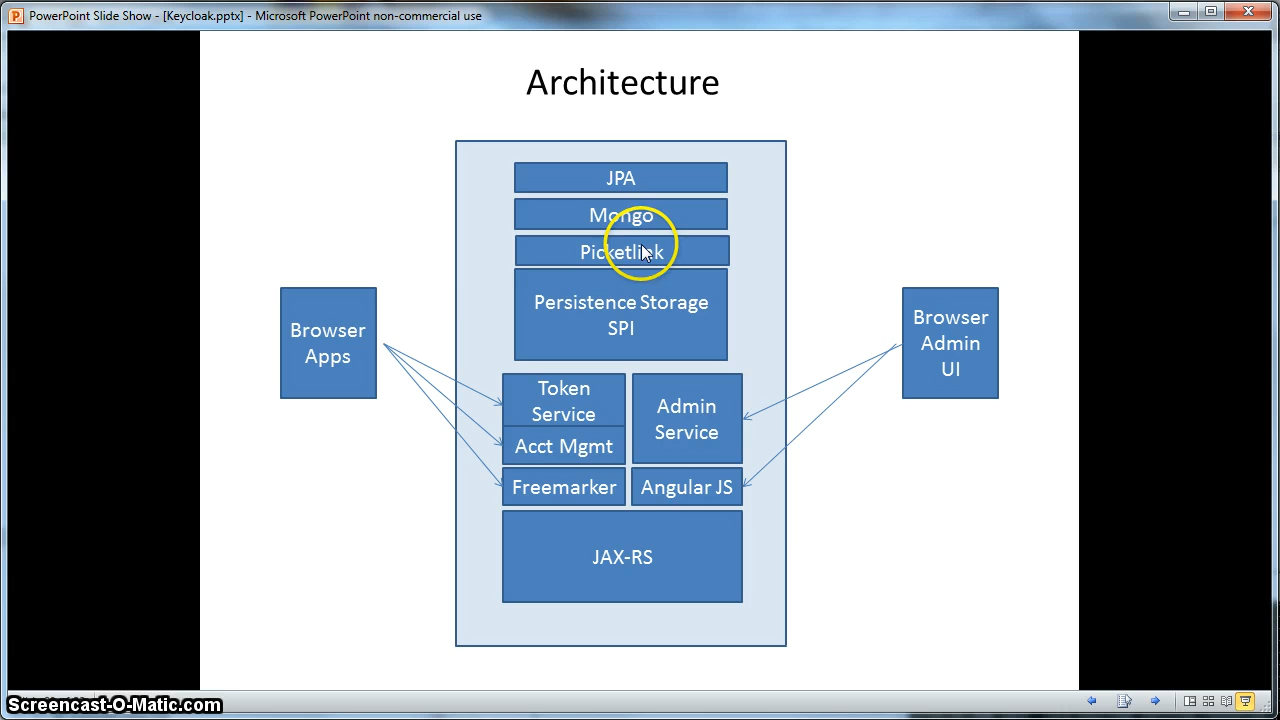 PowerPoint Slide Show - [Keycloak.pptx] - Microsoft PowerPoint non-commercial use
Architecture
JPA
Mongo
Picketlink
Persistence Storage
SPI
Browser
Apps
Browser
Admin
UI
Token
Service
Admin
Service
Acct Mgmt
Freemarker
Angular JS
JAX-RS
Screencast-O-Matic.com